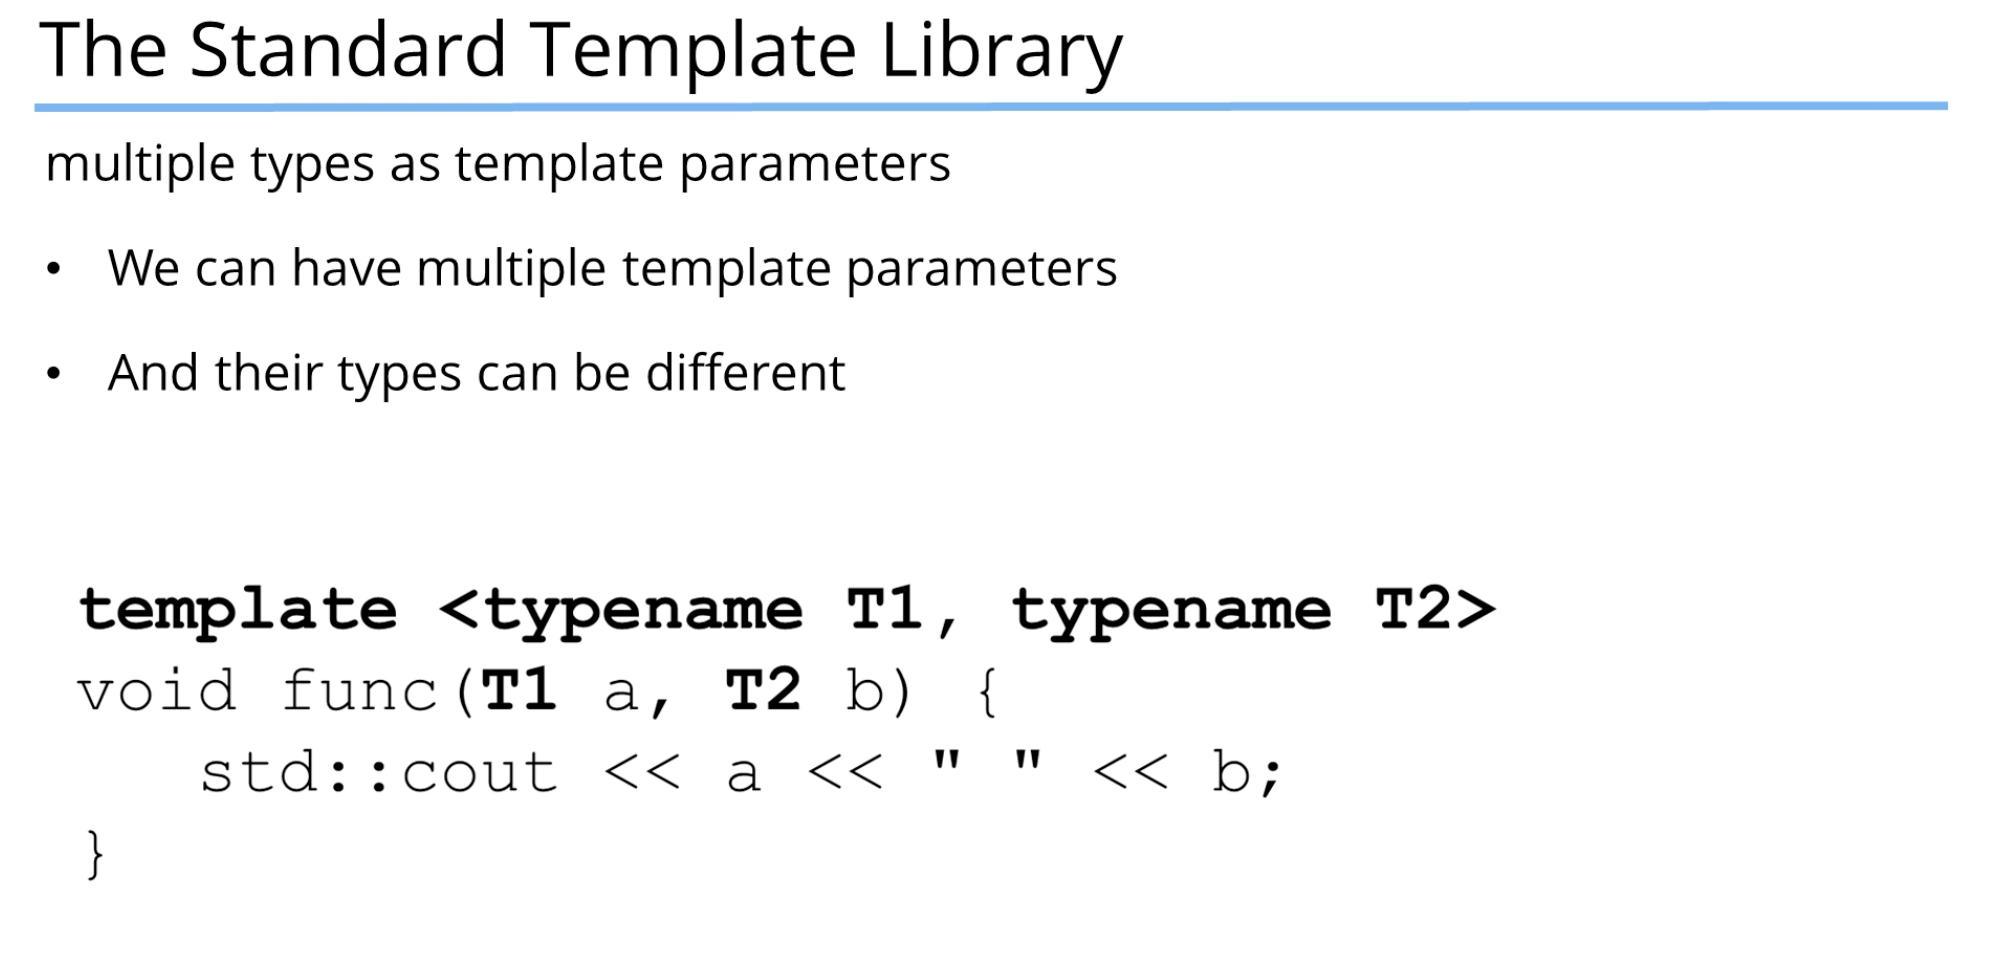 The Standard Template Library
multiple types as template parameters
• We can have multiple template parameters
• And their types can be different
template <typename T1, typename T2>
void func(T1 a, T2 b) {
   std::cout << a << " " << b;
}